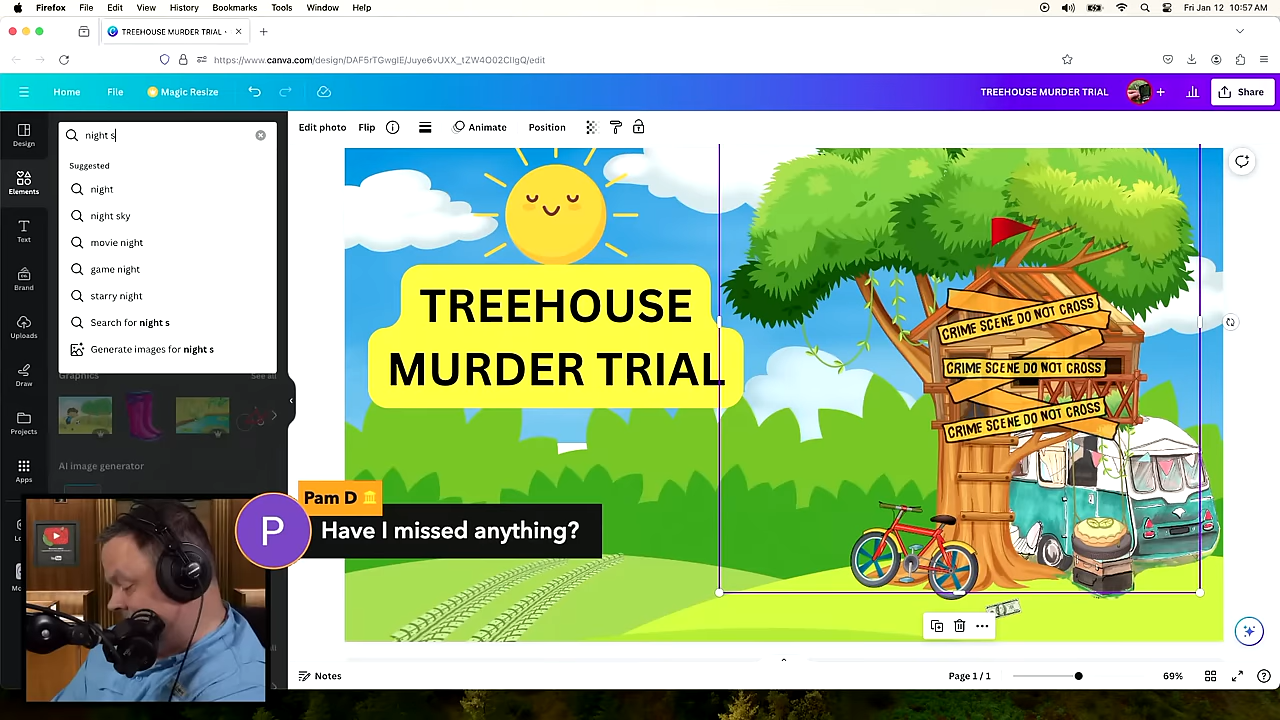 Firefox File Edit View History Bookmarks Tools Window Help
Fri Jan 12 10:57 AM
TREEHOUSE MURDER TRIAL
https://www.canva.com/design/DAF5rTGwgIE/Juye6vUXX_tZW4O02CIIgQ/edit
Home File Magic Resize
TREEHOUSE MURDER TRIAL
Share
Edit photo Flip Animate Position
Design
Elements
Text
Brand
Uploads
Draw
Projects
Apps
night s
Suggested
night
night sky
movie night
game night
starry night
Search for night s
Generate images for night s
Graphics See all
AI image generator
TREEHOUSE
MURDER TRIAL
CRIME SCENE DO NOT CROSS
CRIME SCENE DO NOT CROSS
CRIME SCENE DO NOT CROSS
Pam D
P
Have I missed anything?
Notes
Page 1 / 1
69%